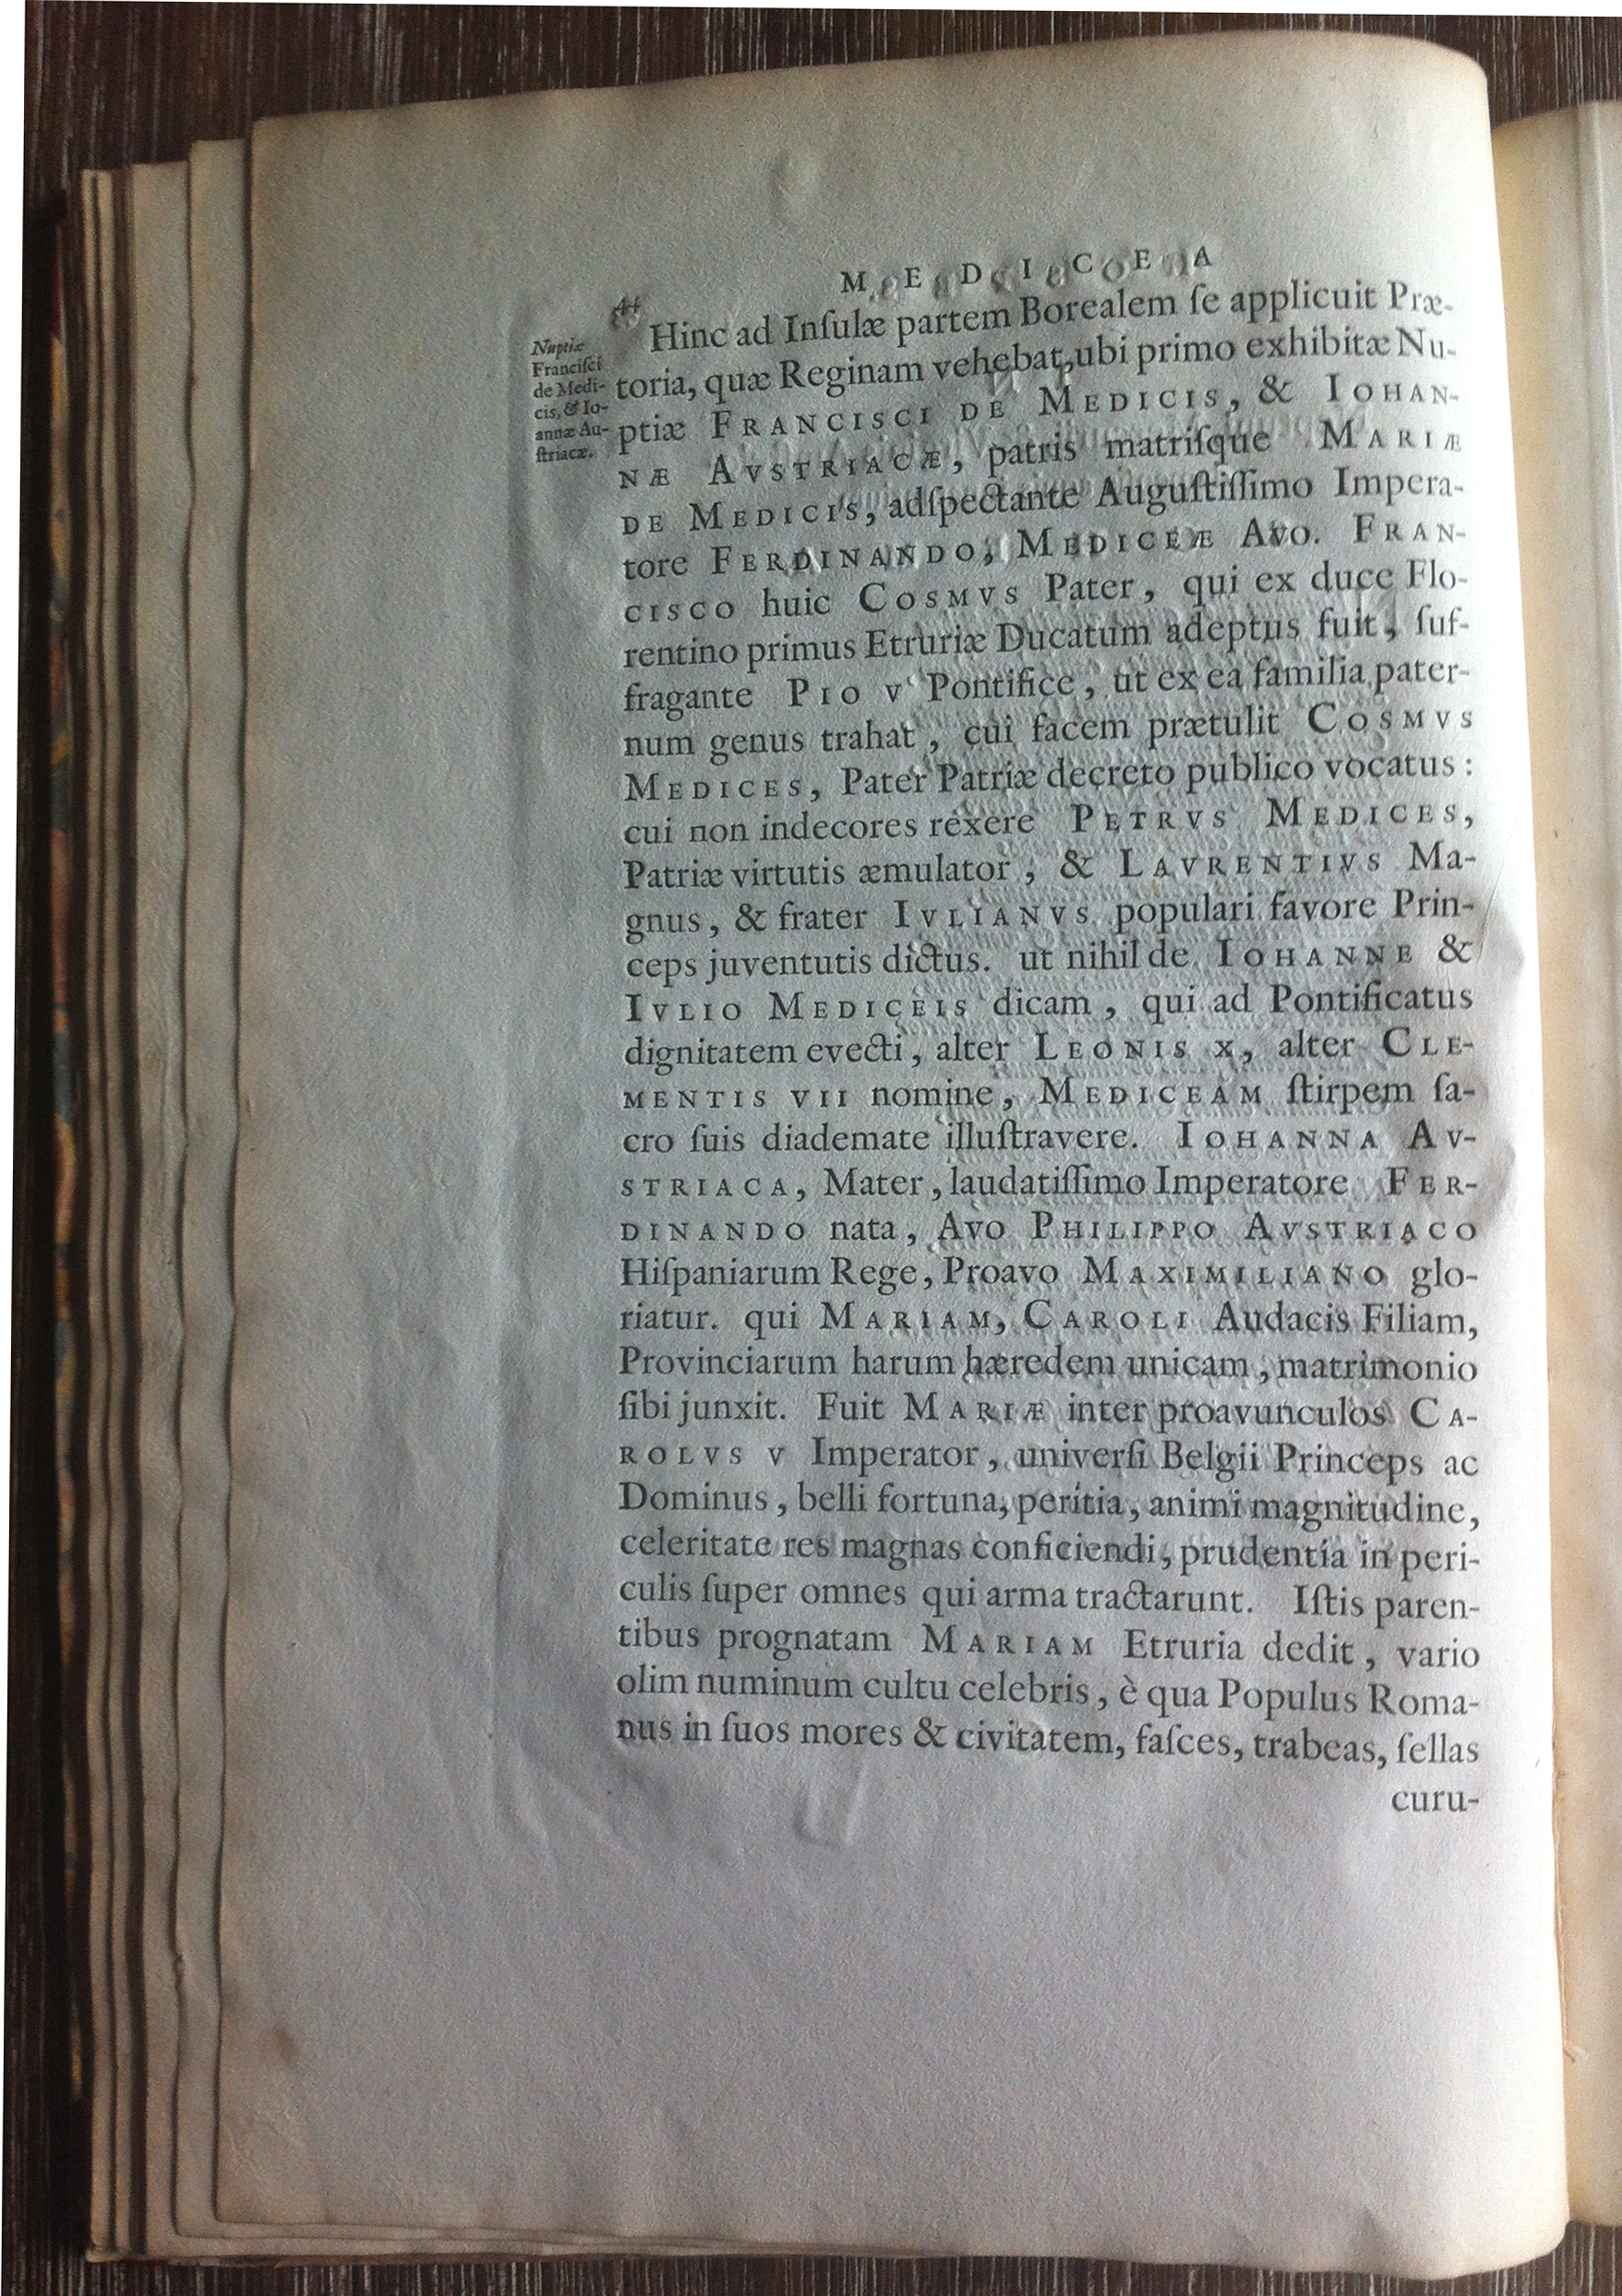 44
M E D I C E A
Nuptiæ
Franciſci
de Medi-
cis, & Io-
annæ Au-
ſtriacæ.
Hinc ad Inſulæ partem Borealem ſe applicuit Præ-
toria, quæ Reginam vehebat, ubi primo exhibitæ Nu-
ptiæ FRANCISCI DE MEDICIS, & IOHAN-
NÆ AVSTRIACÆ, patris matriſque MARIÆ
DE MEDICIS, adſpectante Auguſtiſſimo Impera-
tore FERDINANDO, MEDICEÆ Avo. FRAN-
CISCO huic COSMVS Pater, qui ex duce Flo-
rentino primus Etruriæ Ducatum adeptus fuit, ſuf-
fragante PIO V Pontifice, ut ex ea familia pater-
num genus trahat, cui facem prætulit COSMVS
MEDICES, Pater Patriæ decreto publico vocatus:
cui non indecores rexere PETRVS MEDICES,
Patriæ virtutis æmulator, & LAVRENTIVS Ma-
gnus, & frater IVLIANVS populari favore Prin-
ceps juventutis dictus. ut nihil de IOHANNE &
IVLIO MEDICEIS dicam, qui ad Pontificatus
dignitatem evecti, alter LEONIS X, alter CLE-
MENTIS VII nomine, MEDICEAM ſtirpem ſa-
cro ſuis diademate illuſtravere. IOHANNA AV-
STRIACA, Mater, laudatiſſimo Imperatore FER-
DINANDO nata, Avo PHILIPPO AVSTRIACO
Hiſpaniarum Rege, Proavo MAXIMILIANO glo-
riatur. qui MARIAM, CAROLI Audacis Filiam,
Provinciarum harum hæredem unicam, matrimonio
ſibi junxit. Fuit MARIÆ inter proavunculos CA-
ROLVS V Imperator, univerſi Belgii Princeps ac
Dominus, belli fortuna, peritia, animi magnitudine,
celeritate res magnas conficiendi, prudentia in peri-
culis ſuper omnes qui arma tractarunt. Iſtis paren-
tibus prognatam MARIAM Etruria dedit, vario
olim numinum cultu celebris, è qua Populus Roma-
nus in ſuos mores & civitatem, faſces, trabeas, ſellas
curu-